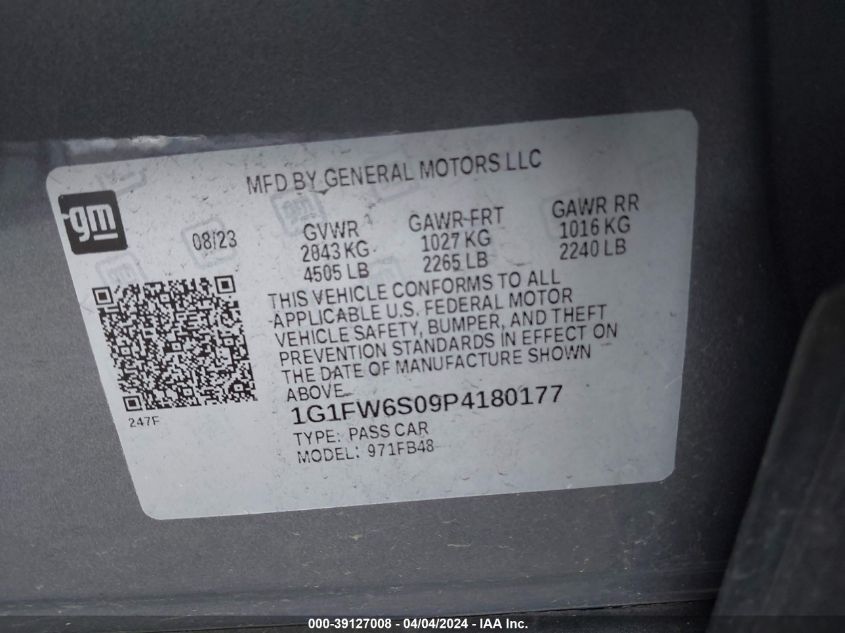 MFD BY GENERAL MOTORS LLC
gm
08/23
GVWR GAWR-FRT GAWR RR
2843 KG 1027 KG 1016 KG
4505 LB 2265 LB 2240 LB
THIS VEHICLE CONFORMS TO ALL
APPLICABLE U.S. FEDERAL MOTOR
VEHICLE SAFETY, BUMPER, AND THEFT
PREVENTION STANDARDS IN EFFECT ON
THE DATE OF MANUFACTURE SHOWN
ABOVE.
247F
1G1FW6S09P4180177
TYPE: PASS CAR
MODEL: 971FB48
000-39127008 - 04/04/2024 - IAA Inc.